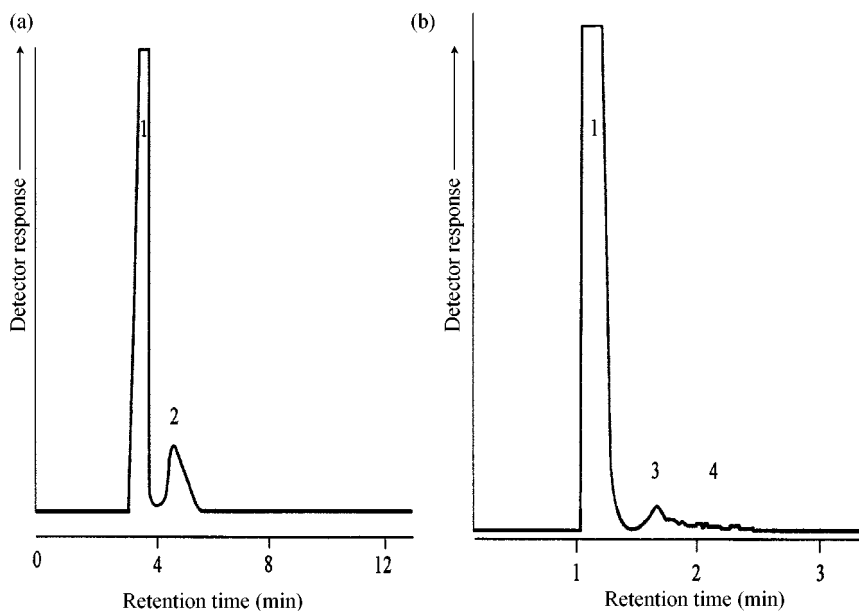 (a)
Detector response
1
2
0 4 8 12
Retention time (min)
(b)
Detector response
1
3 4
1 2 3
Retention time (min)